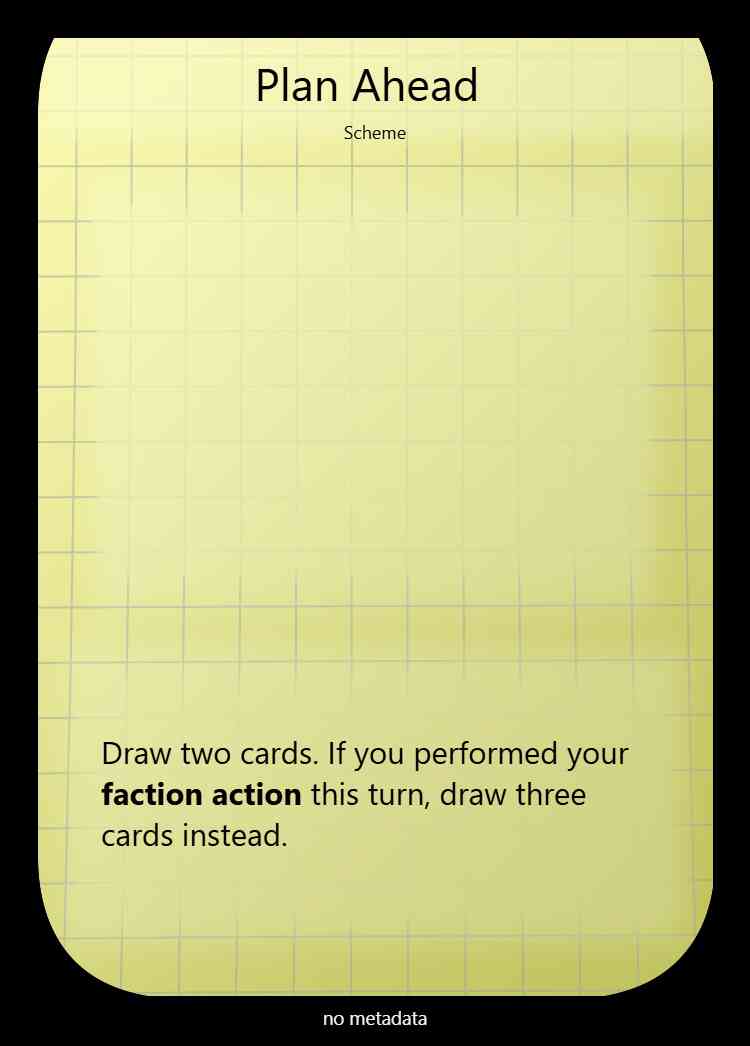 Plan Ahead
Scheme
Draw two cards. If you performed your
faction action this turn, draw three
cards instead.
no metadata